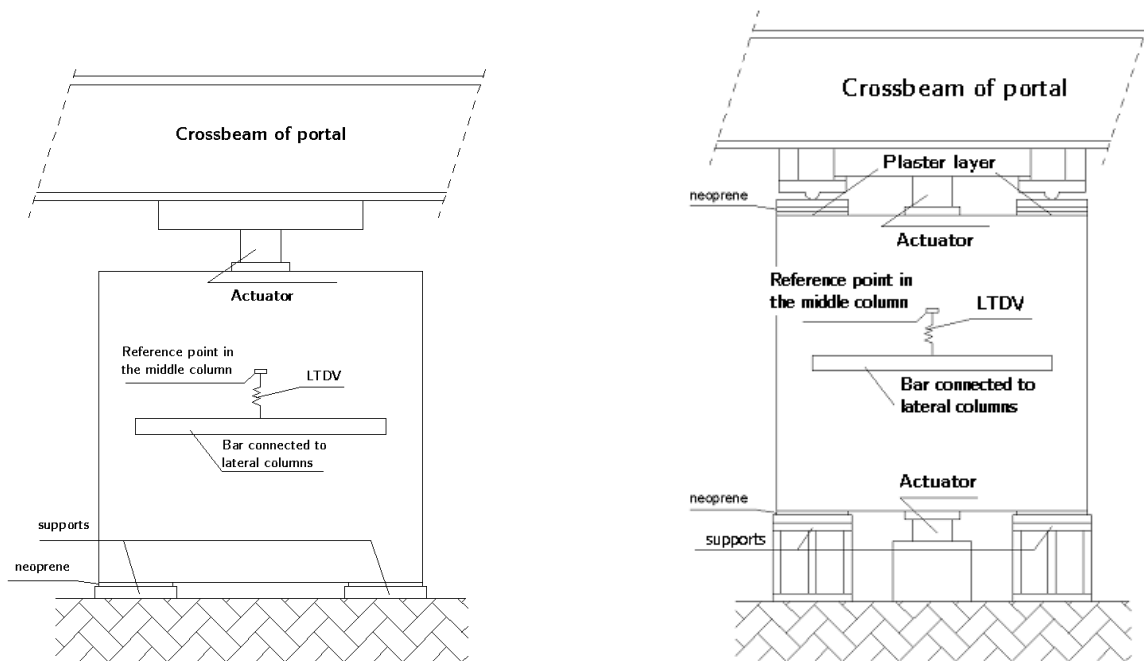 Crossbeam of portal
Actuator
Reference point in
the middle column
LTDV
Bar connected to
lateral columns
supports
neoprene
Crossbeam of portal
Plaster layer
neoprene
Actuator
Reference point in
the middle column
LTDV
Bar connected to
lateral columns
Actuator
neoprene
supports